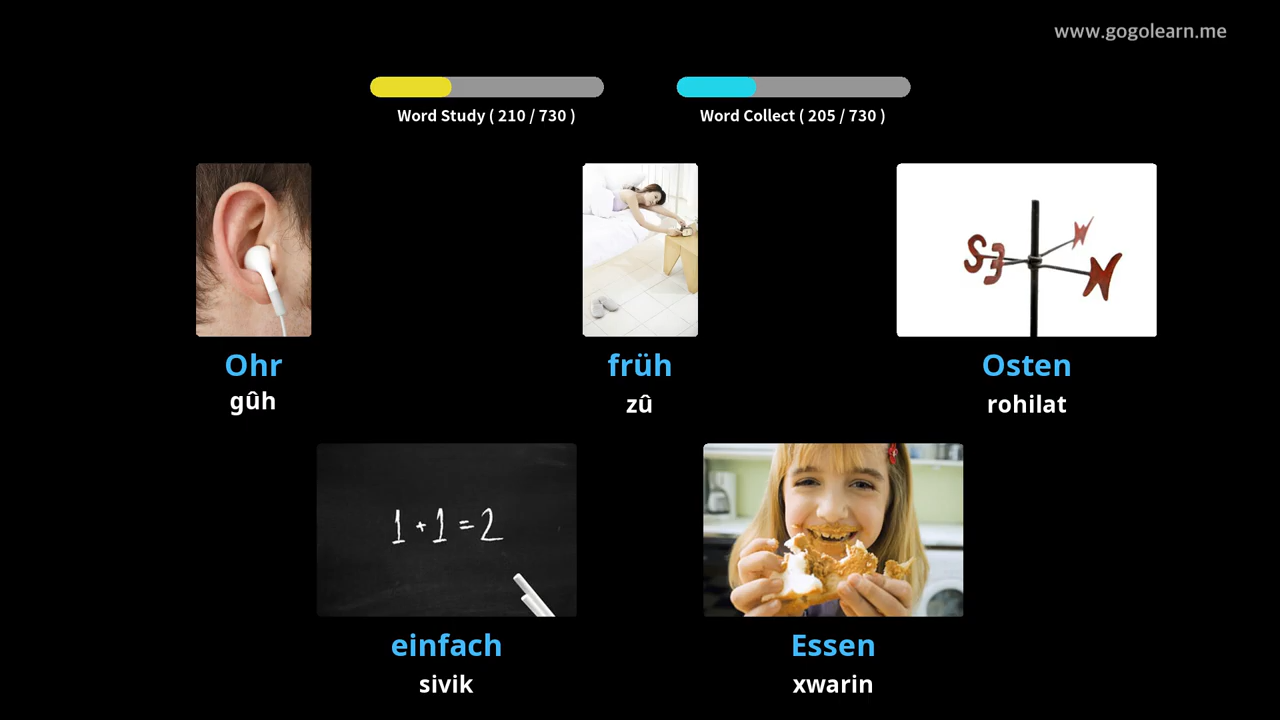 www.gogolearn.me
Word Study ( 210 / 730 )
Word Collect ( 205 / 730 )
S
N
Ohr
früh
Osten
gûh
zû
rohilat
1 + 1 = 2
einfach
Essen
sivik
xwarin